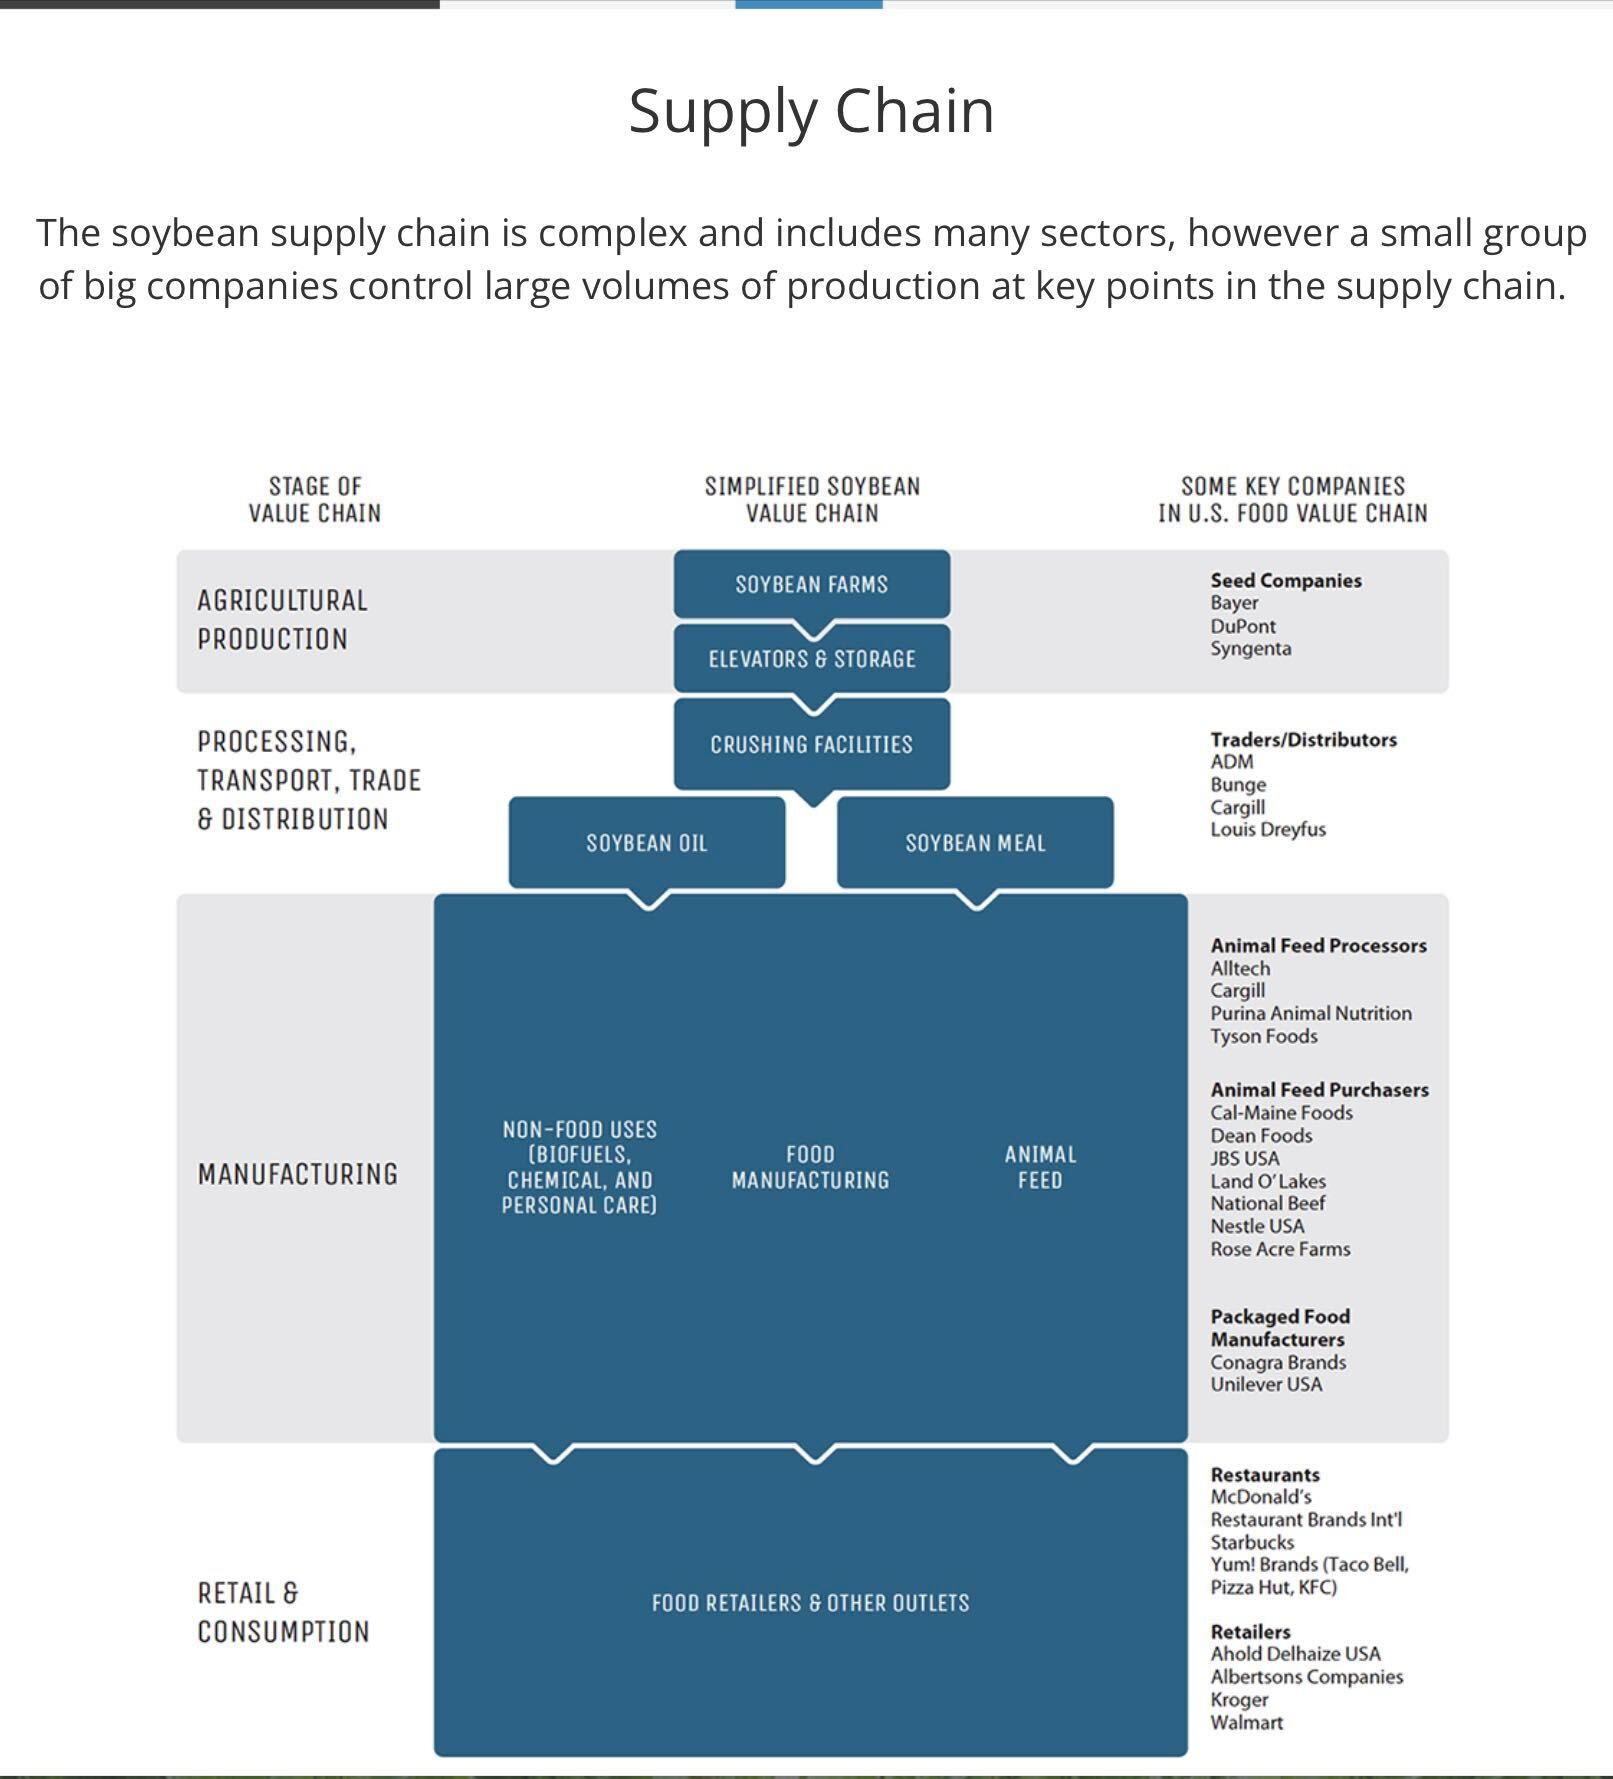 Supply Chain
The soybean supply chain is complex and includes many sectors, however a small group
of big companies control large volumes of production at key points in the supply chain.
STAGE OF
VALUE CHAIN
SIMPLIFIED SOYBEAN
VALUE CHAIN
SOME KEY COMPANIES
IN U.S. FOOD VALUE CHAIN
AGRICULTURAL
PRODUCTION
SOYBEAN FARMS
ELEVATORS & STORAGE
Seed Companies
Bayer
DuPont
Syngenta
PROCESSING,
TRANSPORT, TRADE
& DISTRIBUTION
CRUSHING FACILITIES
SOYBEAN OIL
SOYBEAN MEAL
Traders/Distributors
ADM
Bunge
Cargill
Louis Dreyfus
MANUFACTURING
NON-FOOD USES
(BIOFUELS,
CHEMICAL, AND
PERSONAL CARE)
FOOD
MANUFACTURING
ANIMAL
FEED
Animal Feed Processors
Alltech
Cargill
Purina Animal Nutrition
Tyson Foods
Animal Feed Purchasers
Cal-Maine Foods
Dean Foods
JBS USA
Land O'Lakes
National Beef
Nestle USA
Rose Acre Farms
Packaged Food
Manufacturers
Conagra Brands
Unilever USA
RETAIL &
CONSUMPTION
FOOD RETAILERS & OTHER OUTLETS
Restaurants
McDonald's
Restaurant Brands Int'l
Starbucks
Yum! Brands (Taco Bell,
Pizza Hut, KFC)
Retailers
Ahold Delhaize USA
Albertsons Companies
Kroger
Walmart